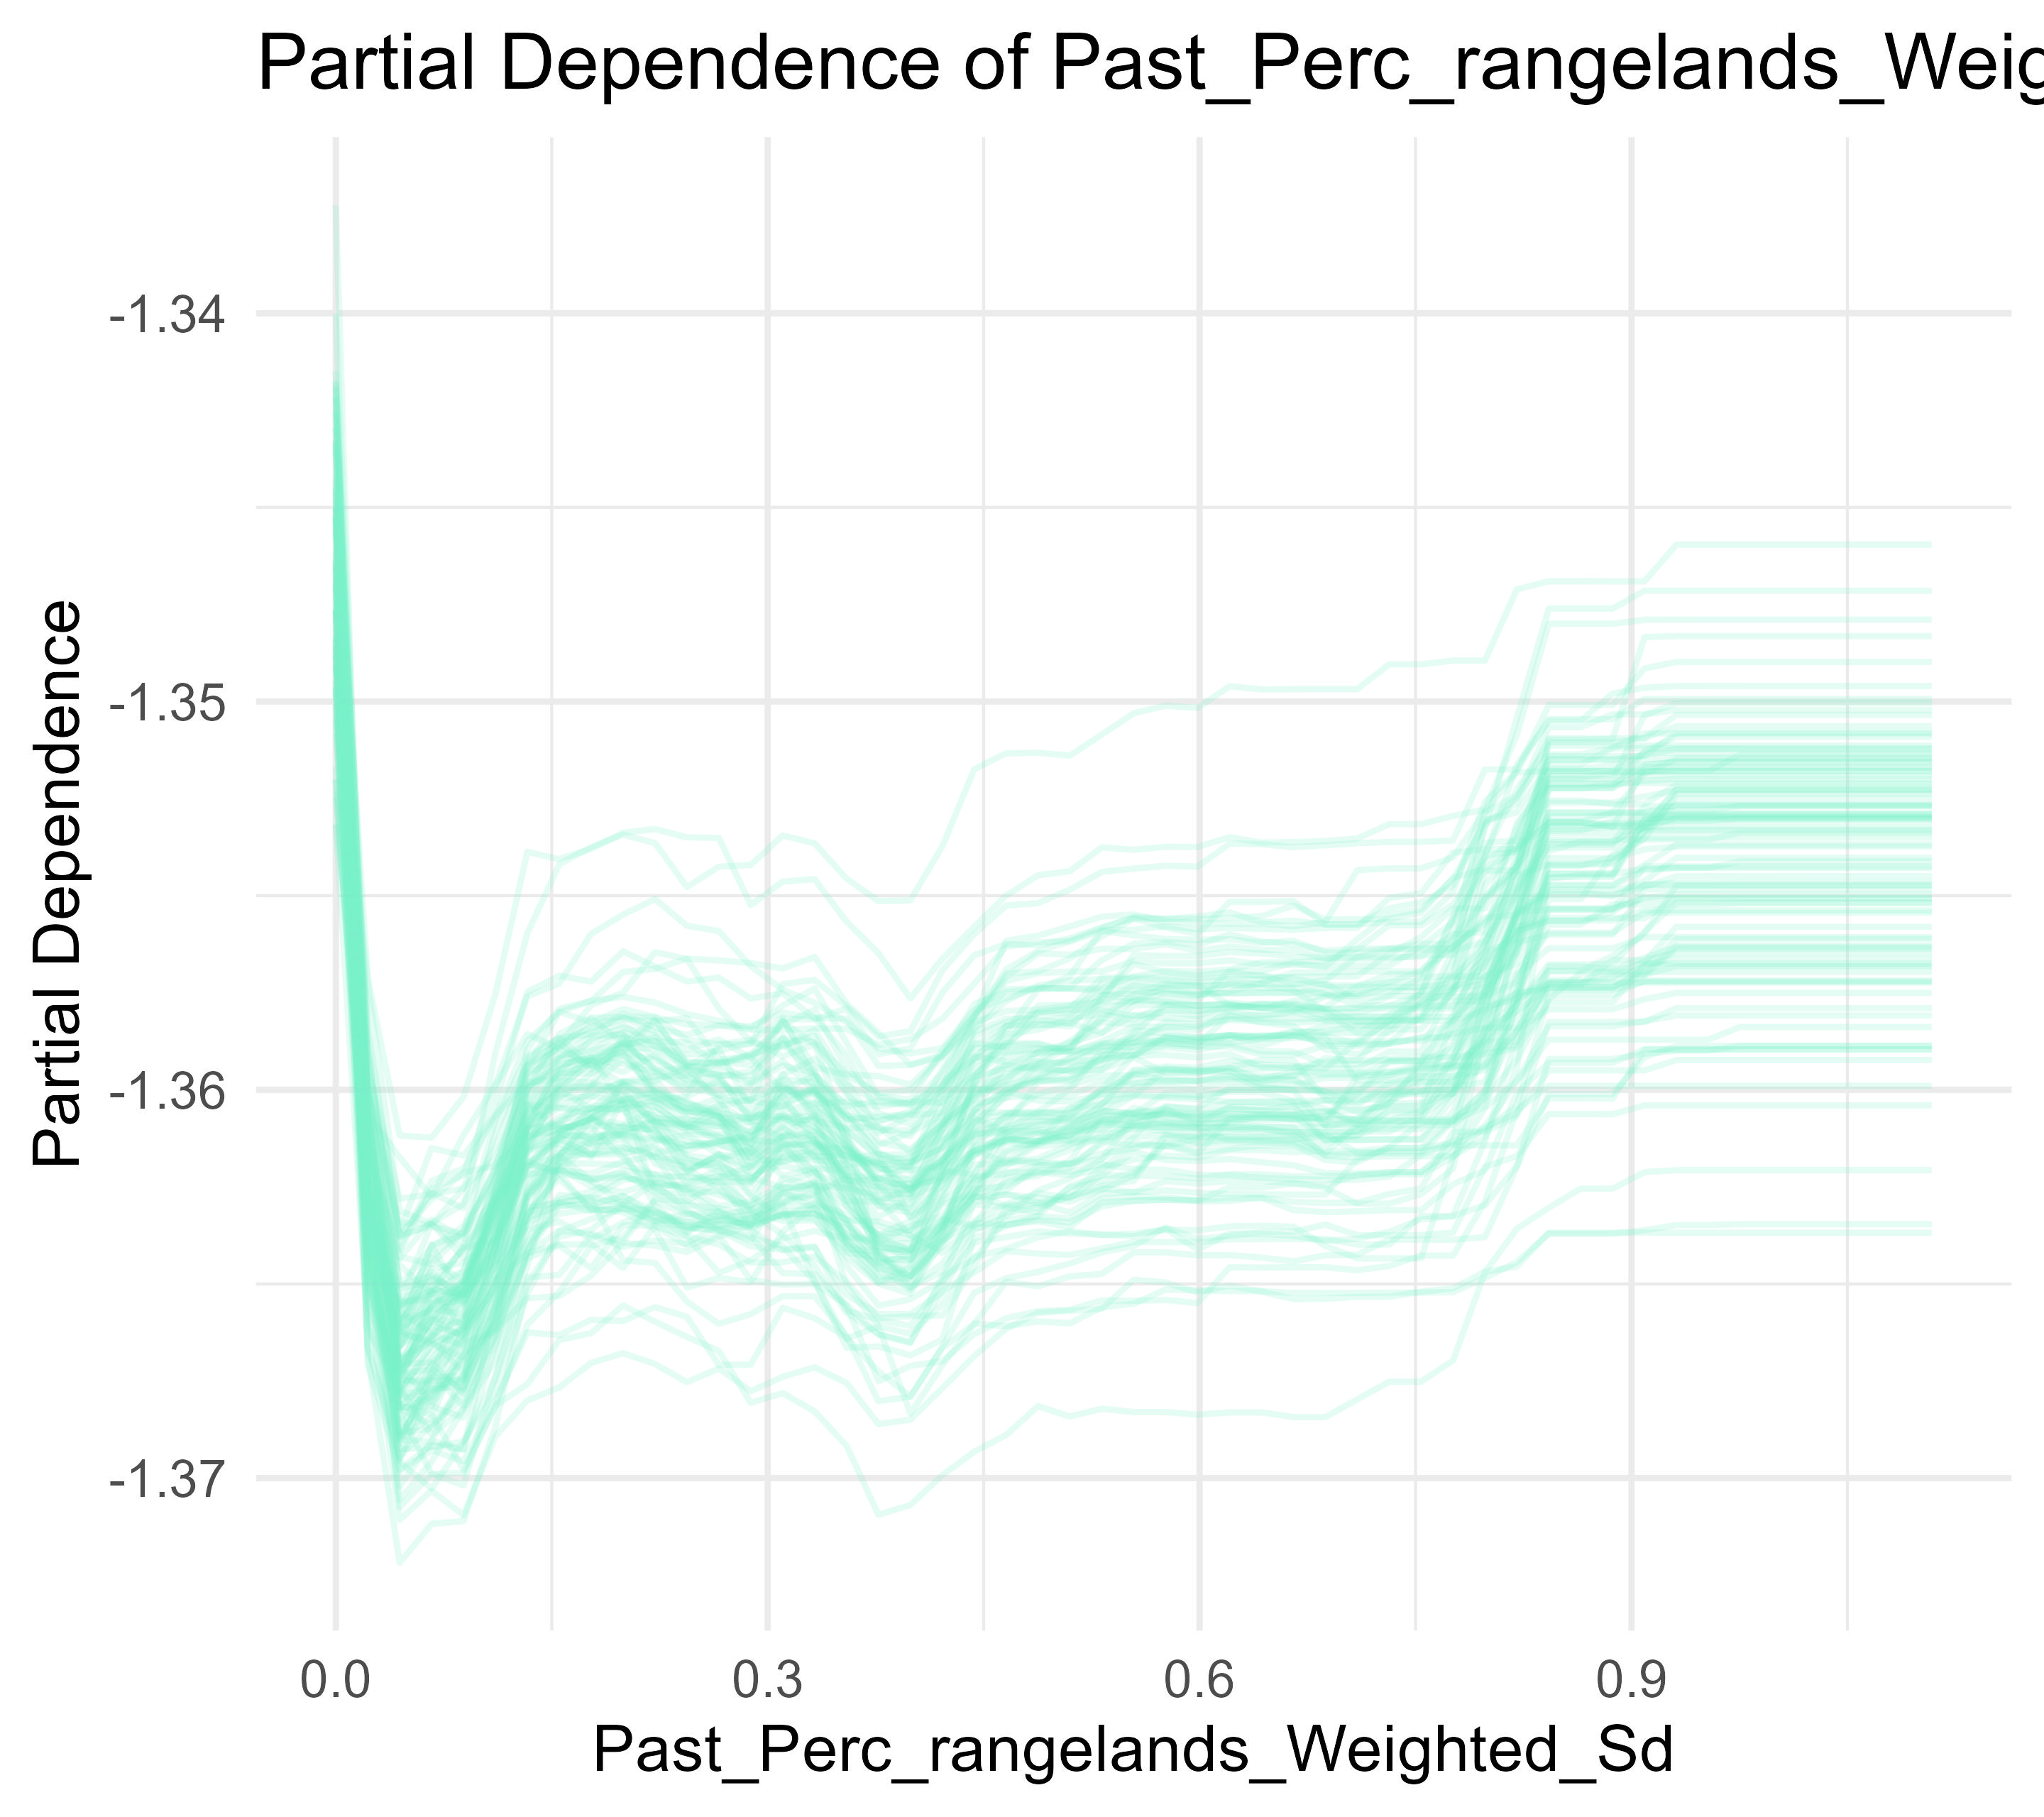 Partial Dependence of Past_Perc_rangelands_Weig
-1.34
-1.35
-1.36
-1.37
Partial Dependence
0.0
0.3
0.6
0.9
Past_Perc_rangelands_Weighted_Sd